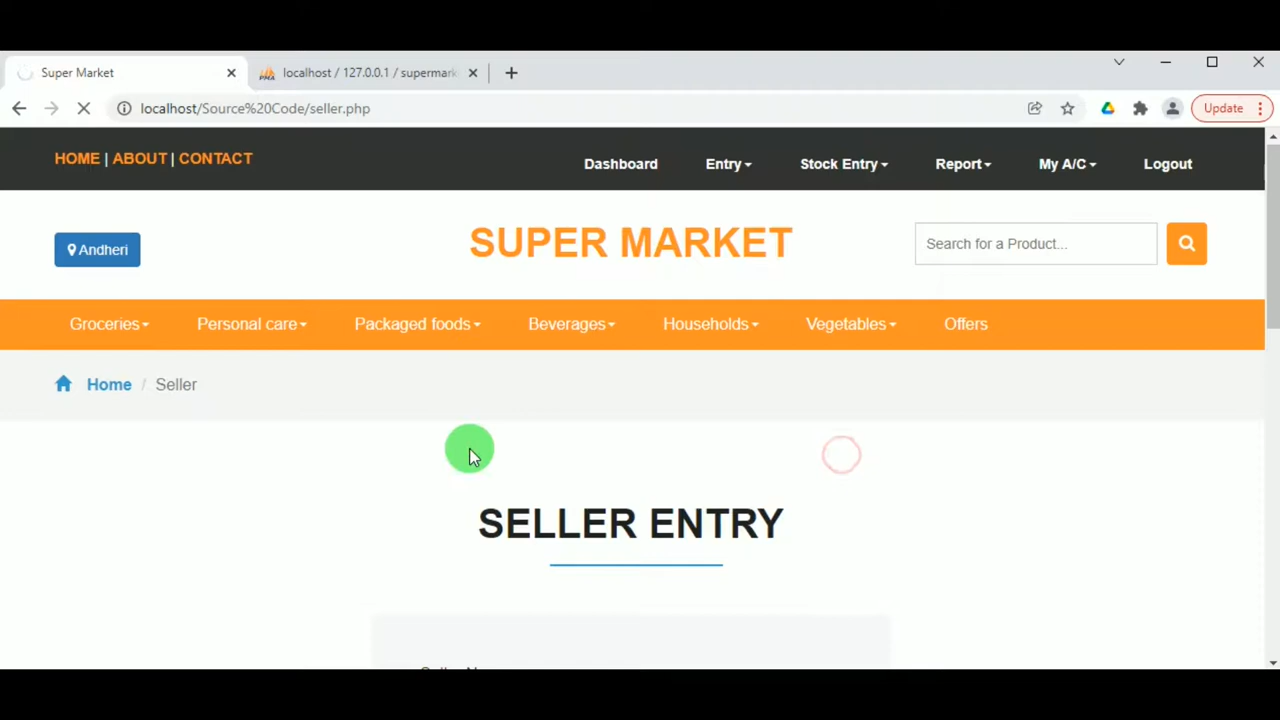 Super Market
localhost / 127.0.0.1 / supermark
localhost/Source%20Code/seller.php
Update
HOME | ABOUT | CONTACT
Dashboard Entry Stock Entry Report My A/C Logout
Andheri
SUPER MARKET
Search for a Product...
Groceries Personal care Packaged foods Beverages Households Vegetables Offers
Home / Seller
SELLER ENTRY